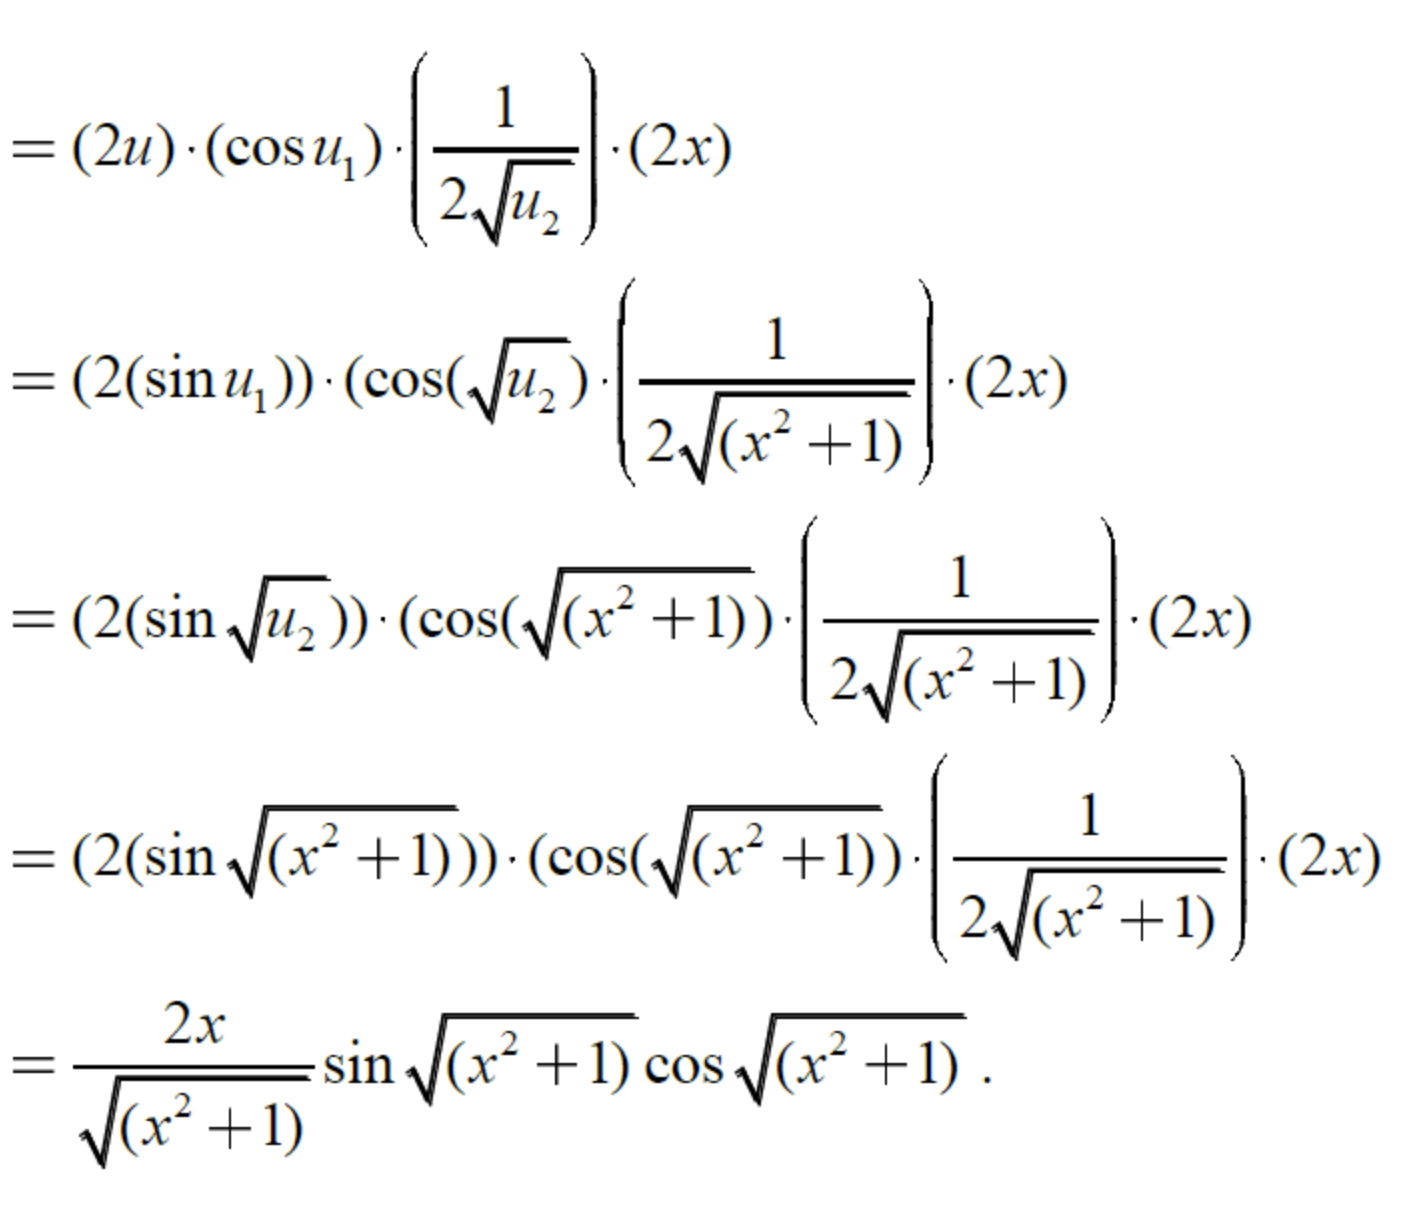 = (2u) · (cos u₁) · (1/(2√u₂)) · (2x)
= (2(sin u₁)) · (cos(√u₂) · (1/(2√(x² + 1))) · (2x)
= (2(sin √u₂)) · (cos(√(x² + 1)) · (1/(2√(x² + 1))) · (2x)
= (2(sin √(x² + 1))) · (cos(√(x² + 1)) · (1/(2√(x² + 1))) · (2x)
= 2x/√(x² + 1) sin √(x² + 1) cos √(x² + 1) .